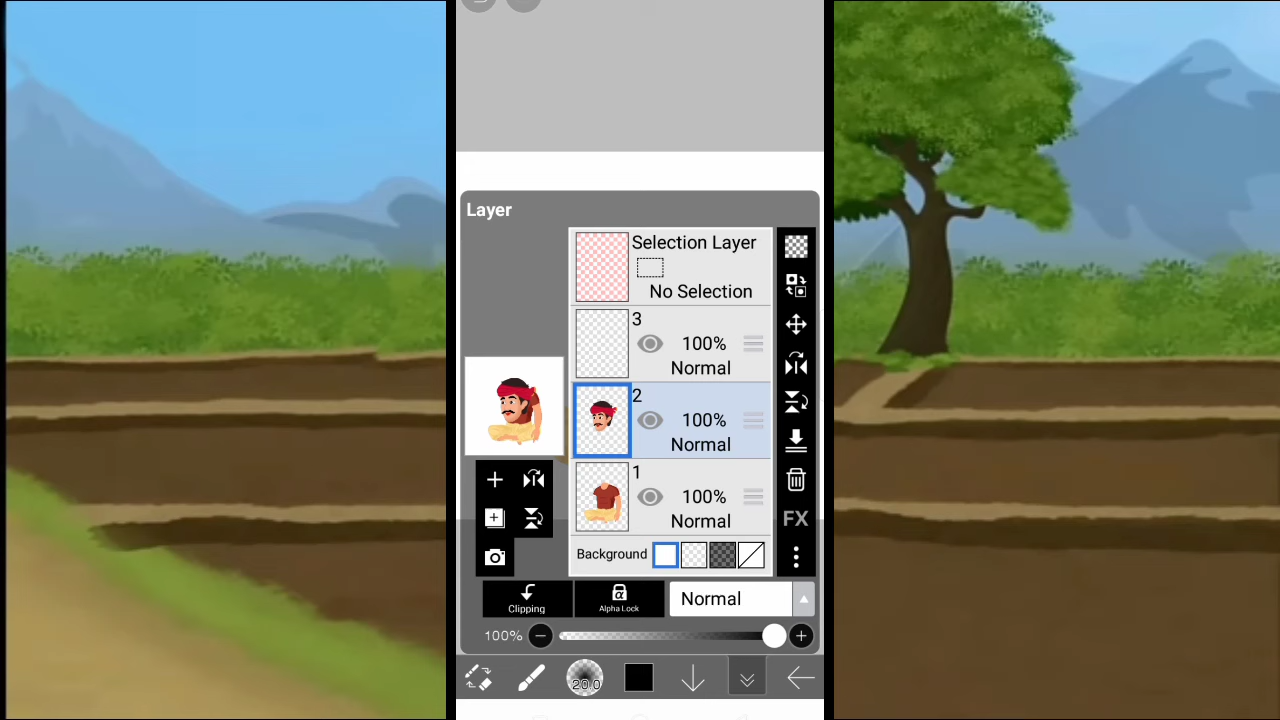 Layer
Selection Layer
No Selection
3
100%
Normal
2
100%
Normal
1
100%
Normal
Background
FX
Clipping
α
Alpha Lock
Normal
100%
20.0